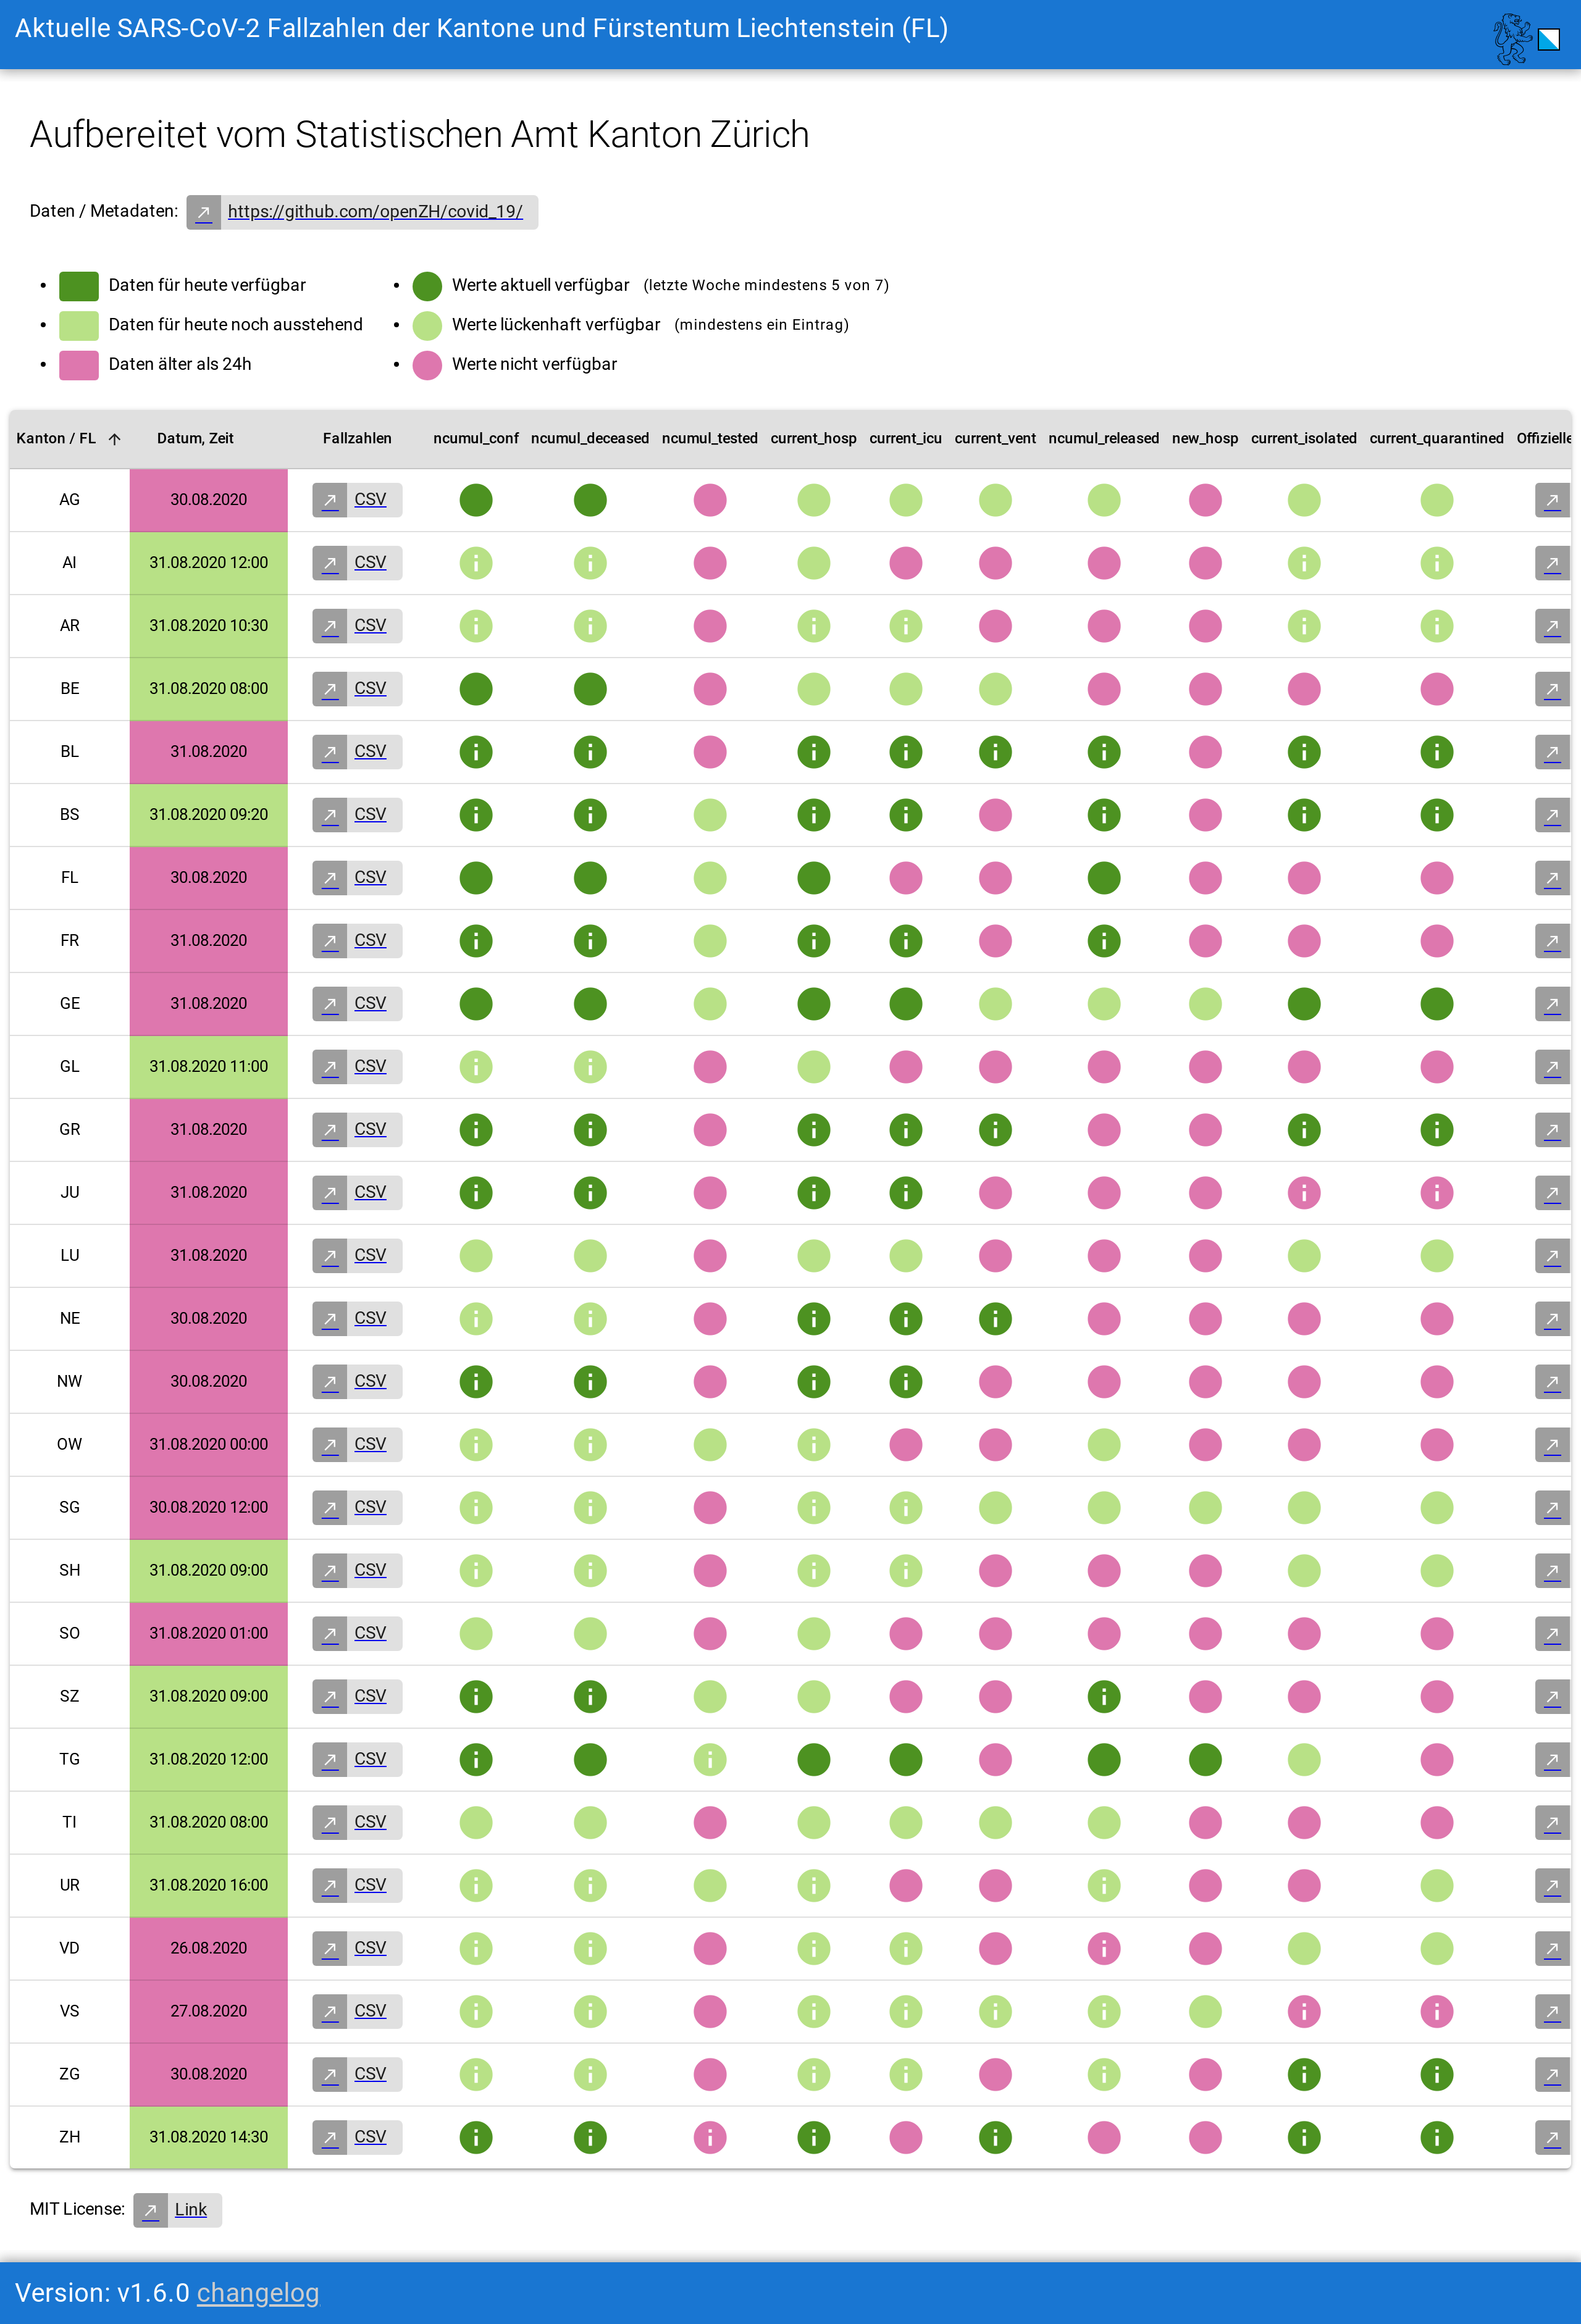 Aktuelle SARS-CoV-2 Fallzahlen der Kantone und Fürstentum Liechtenstein (FL)
Aufbereitet vom Statistischen Amt Kanton Zürich
Daten / Metadaten: https://github.com/openZH/covid_19/
Daten für heute verfügbar
Daten für heute noch ausstehend
Daten älter als 24h
Werte aktuell verfügbar (letzte Woche mindestens 5 von 7)
Werte lückenhaft verfügbar (mindestens ein Eintrag)
Werte nicht verfügbar
Kanton / FL Datum, Zeit Fallzahlen ncumul_conf ncumul_deceased ncumul_tested current_hosp current_icu current_vent ncumul_released new_hosp current_isolated current_quarantined Offizielle
AG 30.08.2020 CSV
AI 31.08.2020 12:00 CSV
AR 31.08.2020 10:30 CSV
BE 31.08.2020 08:00 CSV
BL 31.08.2020 CSV
BS 31.08.2020 09:20 CSV
FL 30.08.2020 CSV
FR 31.08.2020 CSV
GE 31.08.2020 CSV
GL 31.08.2020 11:00 CSV
GR 31.08.2020 CSV
JU 31.08.2020 CSV
LU 31.08.2020 CSV
NE 30.08.2020 CSV
NW 30.08.2020 CSV
OW 31.08.2020 00:00 CSV
SG 30.08.2020 12:00 CSV
SH 31.08.2020 09:00 CSV
SO 31.08.2020 01:00 CSV
SZ 31.08.2020 09:00 CSV
TG 31.08.2020 12:00 CSV
TI 31.08.2020 08:00 CSV
UR 31.08.2020 16:00 CSV
VD 26.08.2020 CSV
VS 27.08.2020 CSV
ZG 30.08.2020 CSV
ZH 31.08.2020 14:30 CSV
MIT License: Link
Version: v1.6.0 changelog